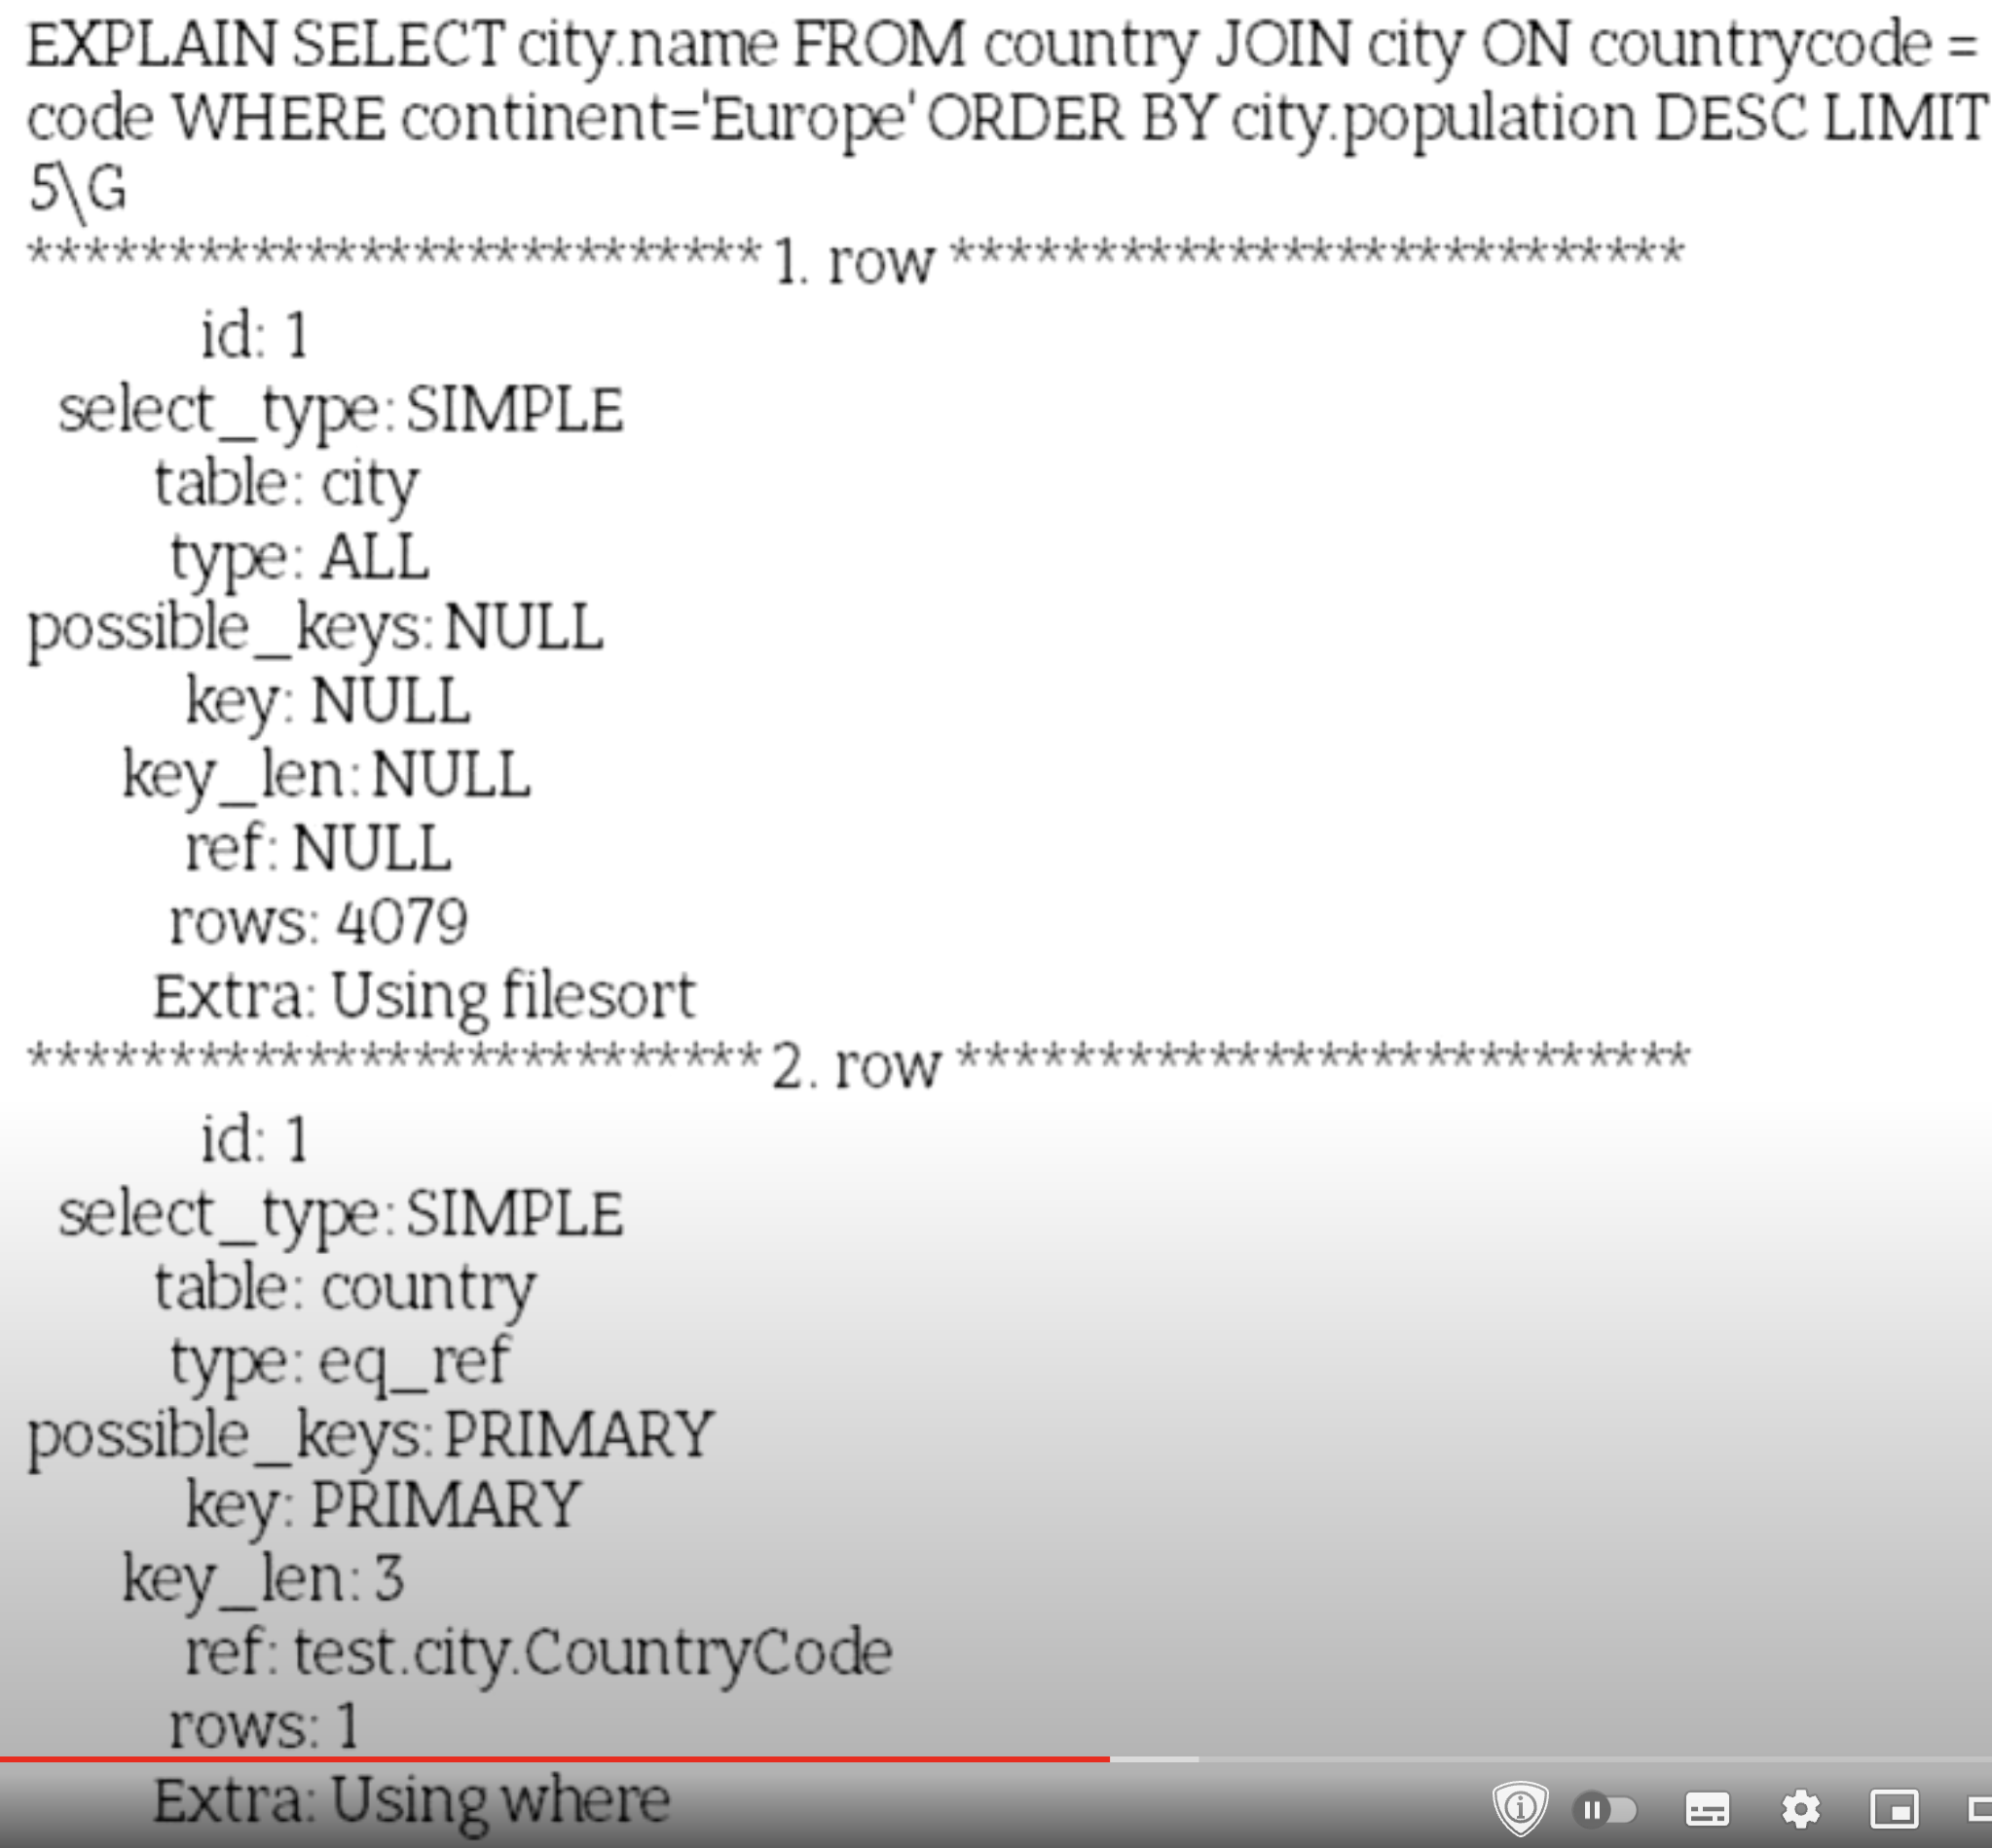 EXPLAIN SELECT city.name FROM country JOIN city ON countrycode =
code WHERE continent='Europe' ORDER BY city.population DESC LIMIT
5\G
*************************** 1. row ***************************
id: 1
select_type: SIMPLE
table: city
type: ALL
possible_keys: NULL
key: NULL
key_len: NULL
ref: NULL
rows: 4079
Extra: Using filesort
*************************** 2. row ***************************
id: 1
select_type: SIMPLE
table: country
type: eq_ref
possible_keys: PRIMARY
key: PRIMARY
key_len: 3
ref: test.city.CountryCode
rows: 1
Extra: Using where